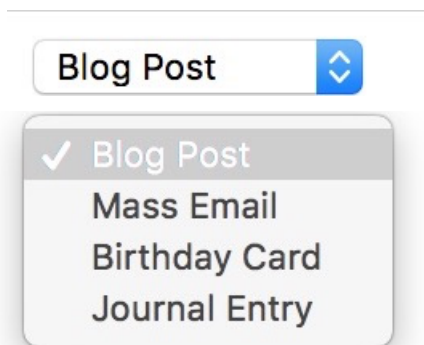 Blog Post
Blog Post
Mass Email
Birthday Card
Journal Entry